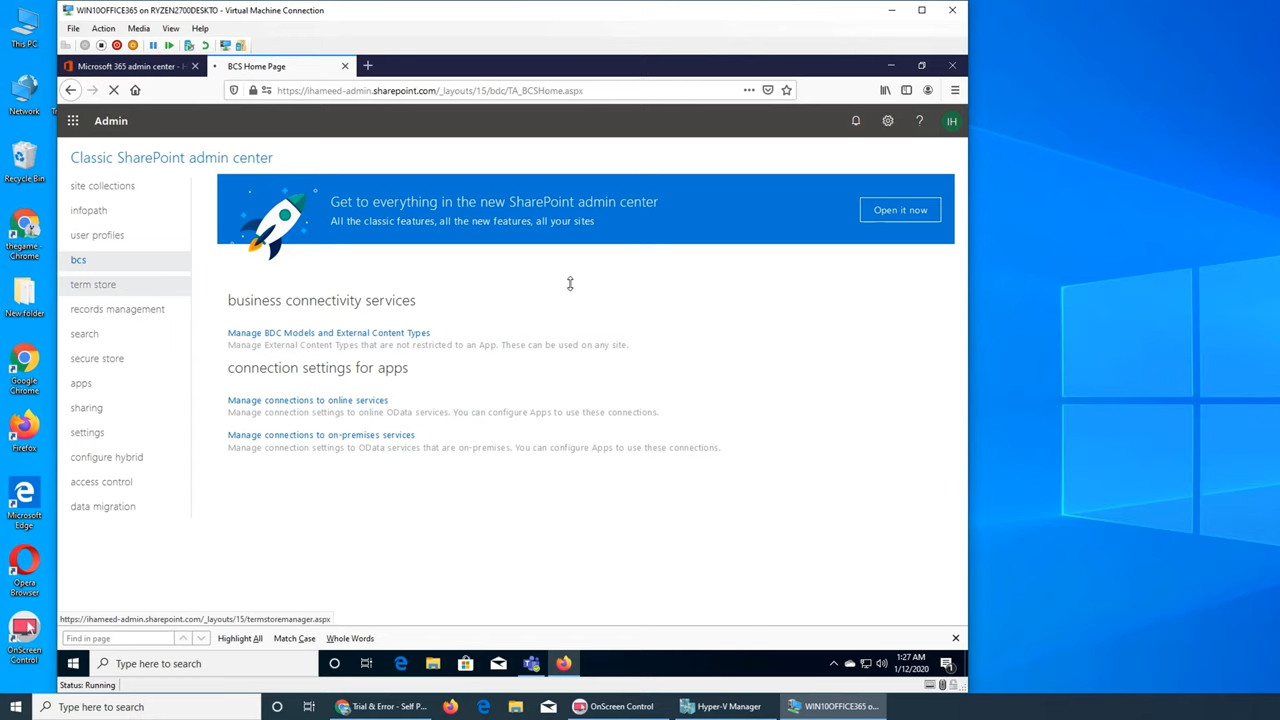 This PC
Network
Recycle Bin
thegame -
Chrome
New folder
Google
Chrome
Firefox
Microsoft
Edge
Opera
Browser
OnScreen
Control
WIN10OFFICE365 on RYZEN2700DESKTO - Virtual Machine Connection
File Action Media View Help
Microsoft 365 admin center - H
BCS Home Page
https://ihameed-admin.sharepoint.com/_layouts/15/bdc/TA_BCSHome.aspx
Admin
IH
Classic SharePoint admin center
site collections
infopath
user profiles
bcs
term store
records management
search
secure store
apps
sharing
settings
configure hybrid
access control
data migration
Get to everything in the new SharePoint admin center
All the classic features, all the new features, all your sites
Open it now
business connectivity services
Manage BDC Models and External Content Types
Manage External Content Types that are not restricted to an App. These can be used on any site.
connection settings for apps
Manage connections to online services
Manage connection settings to online OData services. You can configure Apps to use these connections.
Manage connections to on-premises services
Manage connection settings to OData services that are on-premises. You can configure Apps to use these connections.
https://ihameed-admin.sharepoint.com/_layouts/15/termstoremanager.aspx
Find in page
Highlight All Match Case Whole Words
Type here to search
1:27 AM
1/12/2020
1
Status: Running
Type here to search
Trial & Error - Self P...
OnScreen Control
Hyper-V Manager
WIN10OFFICE365 o...